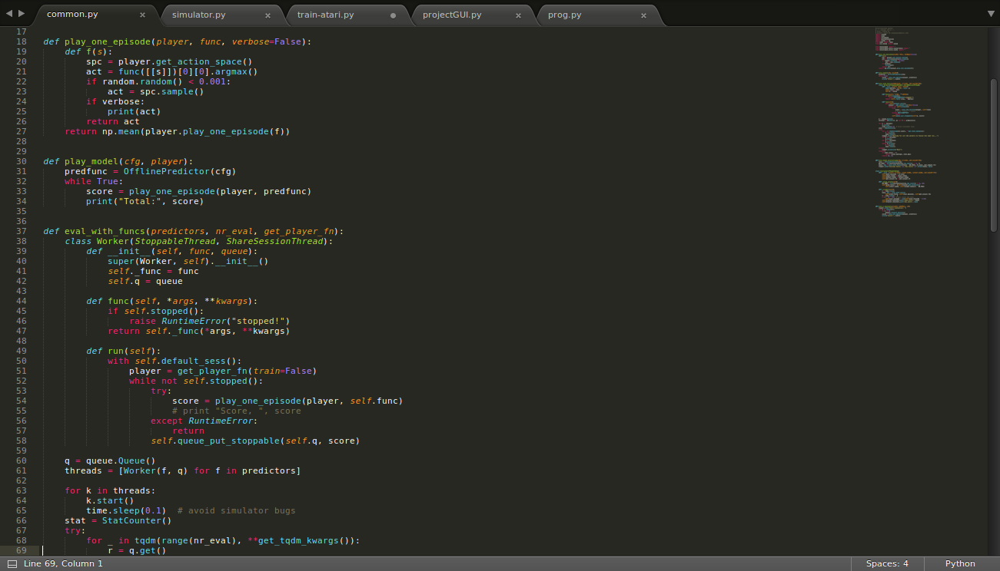 common.py × simulator.py × train-atari.py ● projectGUI.py × prog.py ×
17
18 def play_one_episode(player, func, verbose=False):
19     def f(s):
20         spc = player.get_action_space()
21         act = func([[s]])[0][0].argmax()
22         if random.random() < 0.001:
23             act = spc.sample()
24         if verbose:
25             print(act)
26         return act
27     return np.mean(player.play_one_episode(f))
28
29
30 def play_model(cfg, player):
31     predfunc = OfflinePredictor(cfg)
32     while True:
33         score = play_one_episode(player, predfunc)
34         print("Total:", score)
35
36
37 def eval_with_funcs(predictors, nr_eval, get_player_fn):
38     class Worker(StoppableThread, ShareSessionThread):
39         def __init__(self, func, queue):
40             super(Worker, self).__init__()
41             self._func = func
42             self.q = queue
43
44         def func(self, *args, **kwargs):
45             if self.stopped():
46                 raise RuntimeError("stopped!")
47             return self._func(*args, **kwargs)
48
49         def run(self):
50             with self.default_sess():
51                 player = get_player_fn(train=False)
52                 while not self.stopped():
53                     try:
54                         score = play_one_episode(player, self.func)
55                         # print "Score, ", score
56                     except RuntimeError:
57                         return
58                     self.queue_put_stoppable(self.q, score)
59
60     q = queue.Queue()
61     threads = [Worker(f, q) for f in predictors]
62
63     for k in threads:
64         k.start()
65         time.sleep(0.1)  # avoid simulator bugs
66     stat = StatCounter()
67     try:
68         for _ in tqdm(range(nr_eval), **get_tqdm_kwargs()):
69             r = q.get()
Line 69, Column 1 Spaces: 4 Python